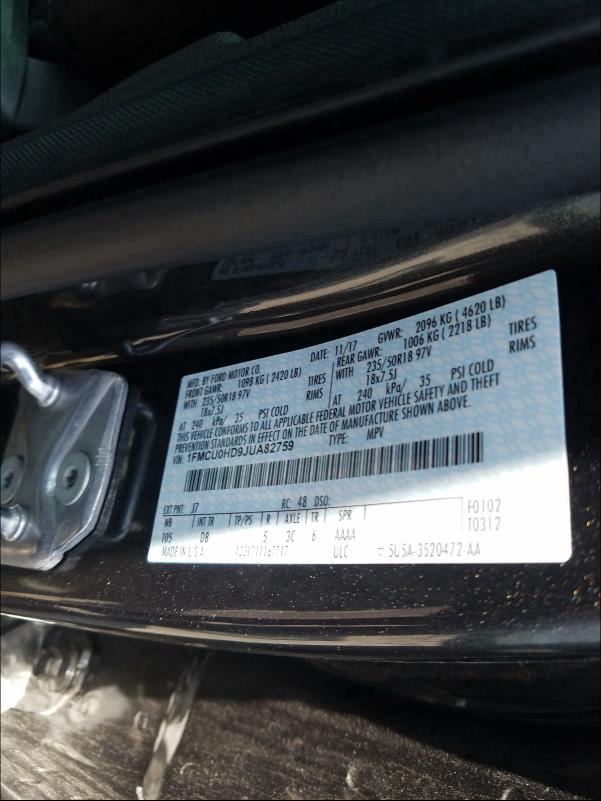 MFD. BY FORD MOTOR CO.
DATE: 11/17 GVWR: 2096 KG ( 4620 LB)
FRONT GAWR: 1098 KG ( 2420 LB) REAR GAWR: 1006 KG ( 2218 LB)
WITH 235/50R18 97V TIRES WITH 235/50R18 97V TIRES
18x7.5J RIMS 18x7.5J RIMS
AT 240 kPa/ 35 PSI COLD AT 240 kPa/ 35 PSI COLD
THIS VEHICLE CONFORMS TO ALL APPLICABLE FEDERAL MOTOR VEHICLE SAFETY AND THEFT
PREVENTION STANDARDS IN EFFECT ON THE DATE OF MANUFACTURE SHOWN ABOVE.
VIN: 1FMCU0HD9JUA82759 TYPE: MPV
EXT PNT: J7 RC: 48 DSO: F0102
WB INT TR TP/PS R AXLE TR SPR T0312
105 DB 5 3C 6 AAAA
MADE IN U.S.A. ULC 5U5A-3520472-AA